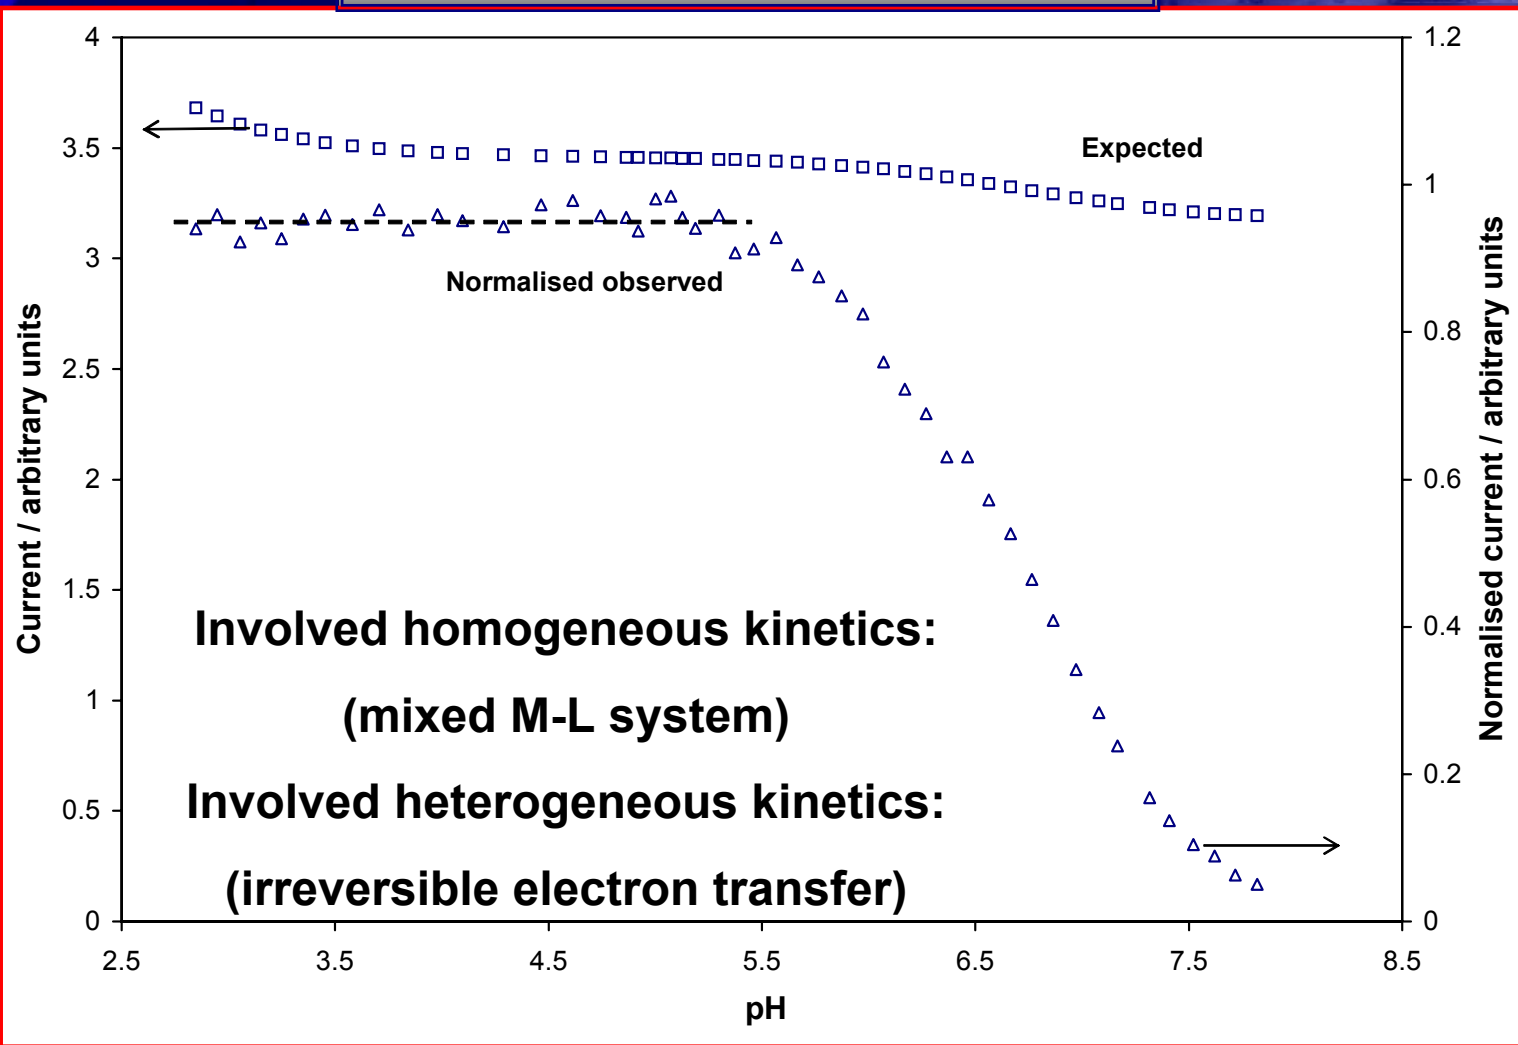 4
3.5
3
2.5
2
1.5
1
0.5
0
Current / arbitrary units
1.2
1
0.8
0.6
0.4
0.2
0
Normalised current / arbitrary units
Expected
Normalised observed
Involved homogeneous kinetics:
(mixed M-L system)
Involved heterogeneous kinetics:
(irreversible electron transfer)
2.5 3.5 4.5 5.5 6.5 7.5 8.5
pH